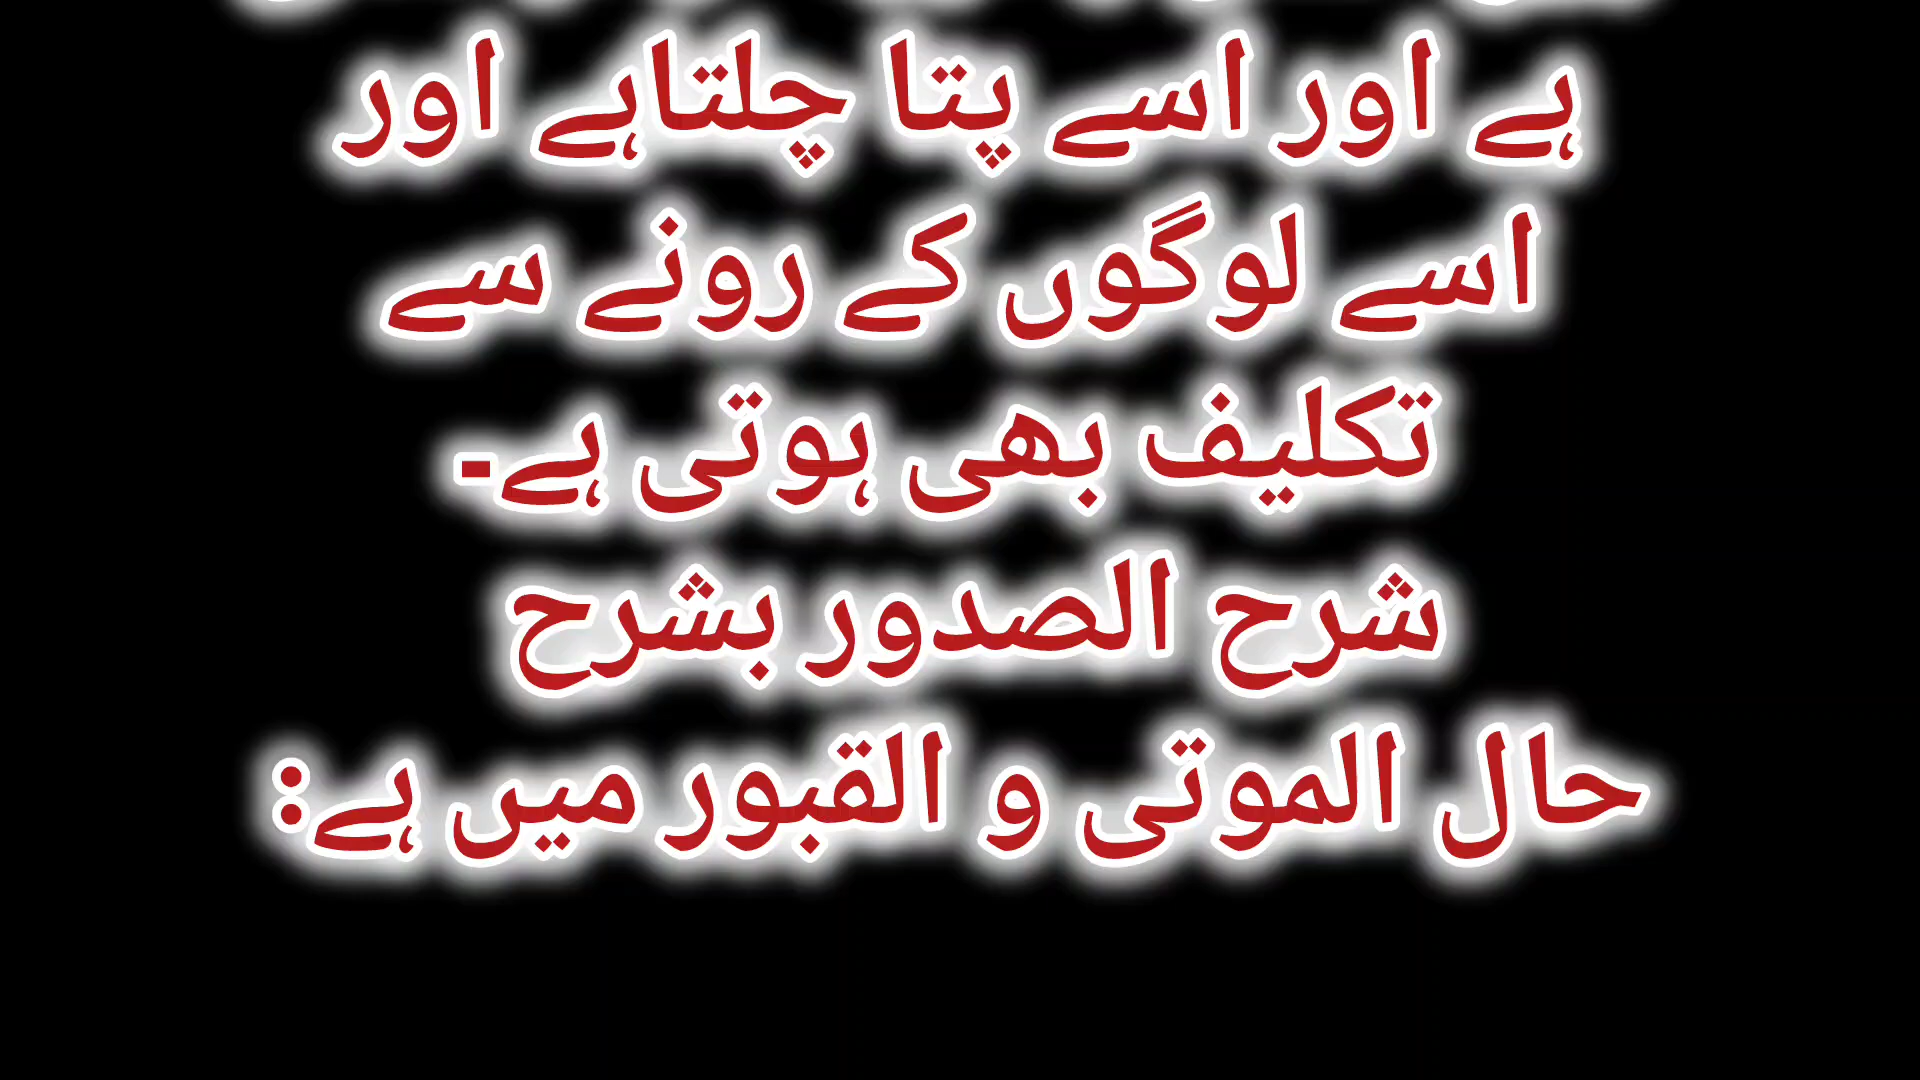 ہے اور اسے پتا چلتاہے اور
اسے لوگوں کے رونے سے
تکلیف بھی ہوتی ہے۔
شرح الصدور بشرح
حال الموتی و القبور میں ہے: